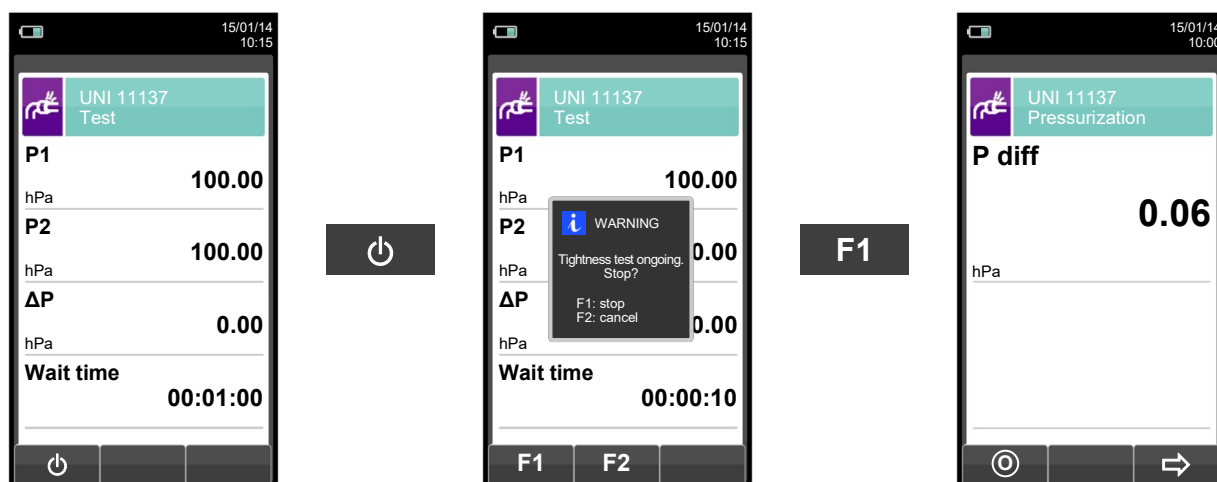 15/01/14
10:15
UNI 11137
Test
P1
100.00
hPa
P2
100.00
hPa
ΔP
0.00
hPa
Wait time
00:01:00
15/01/14
10:15
UNI 11137
Test
P1
100.00
hPa
P2
0.00
hPa
ΔP
0.00
hPa
Wait time
00:00:10
i WARNING
Tightness test ongoing.
Stop?
F1: stop
F2: cancel
F1 F2
F1
15/01/14
10:00
UNI 11137
Pressurization
P diff
0.06
hPa